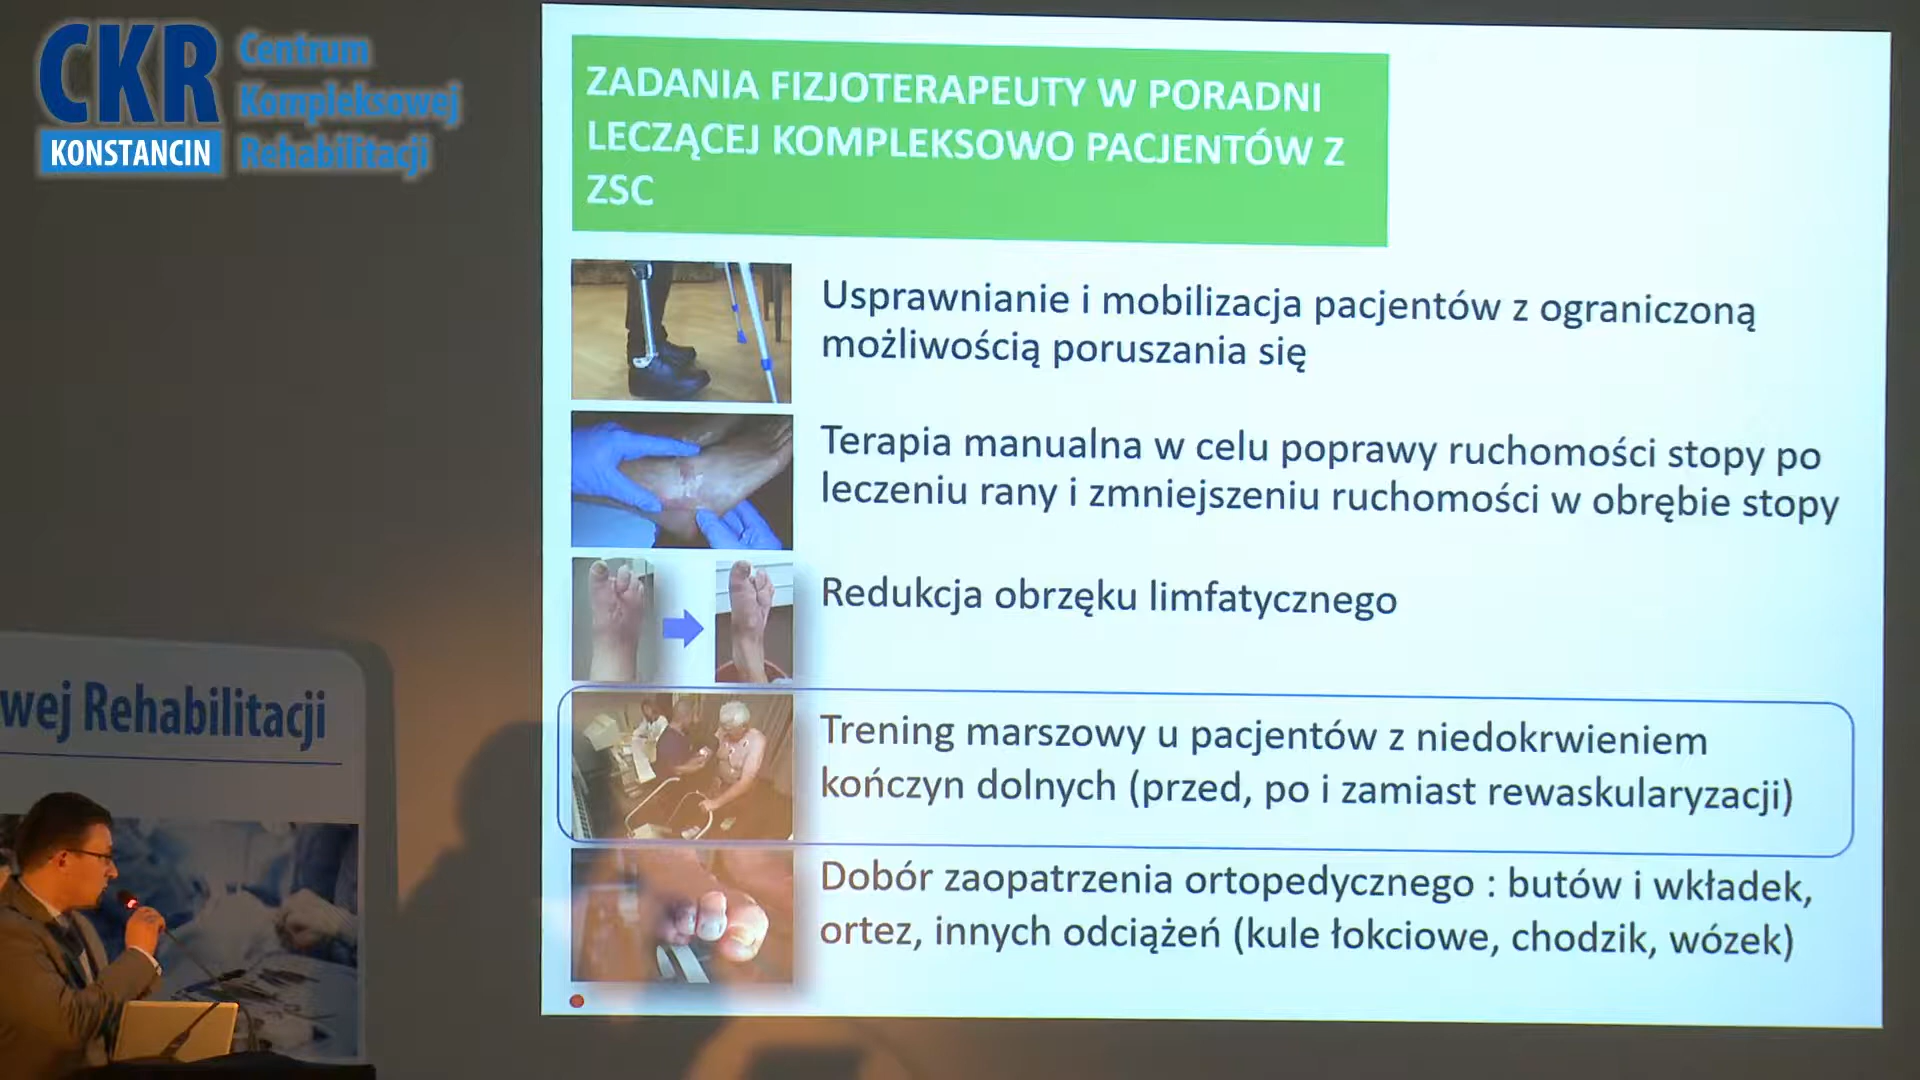 CKR
KONSTANCIN
Centrum
Kompleksowej
Rehabilitacji
ZADANIA FIZJOTERAPEUTY W PORADNI
LECZĄCEJ KOMPLEKSOWO PACJENTÓW Z
ZSC
Usprawnianie i mobilizacja pacjentów z ograniczoną
możliwością poruszania się
Terapia manualna w celu poprawy ruchomości stopy po
leczeniu rany i zmniejszeniu ruchomości w obrębie stopy
Redukcja obrzęku limfatycznego
Trening marszowy u pacjentów z niedokrwieniem
kończyn dolnych (przed, po i zamiast rewaskularyzacji)
Dobór zaopatrzenia ortopedycznego : butów i wkładek,
ortez, innych odciążeń (kule łokciowe, chodzik, wózek)
wej Rehabilitacji